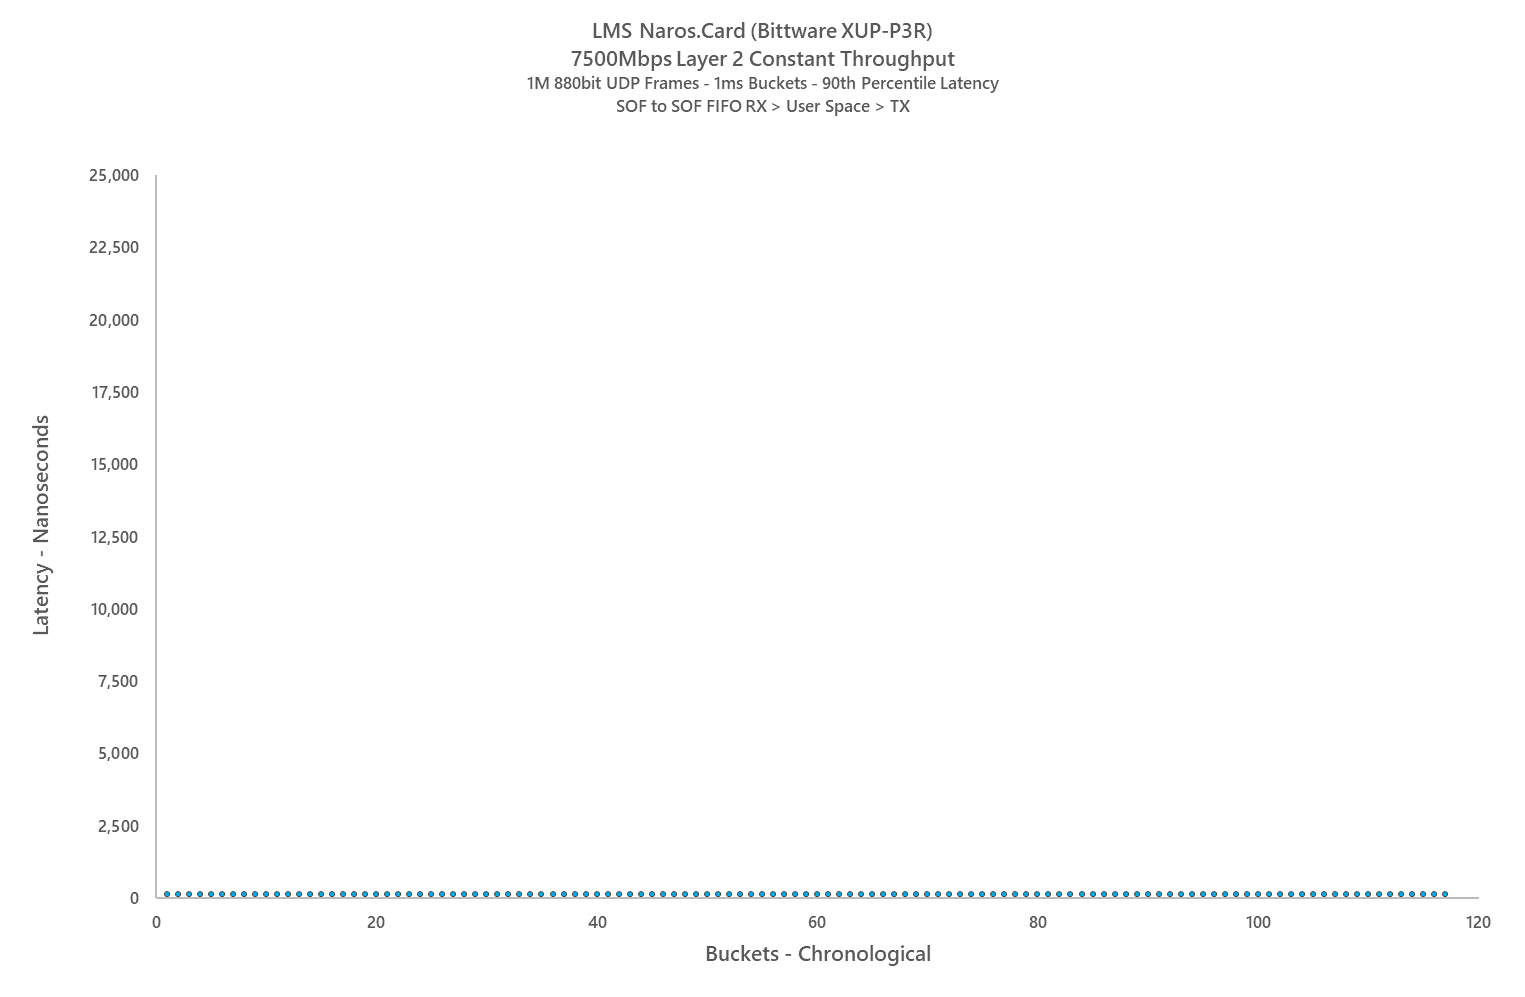 LMS Naros.Card (Bittware XUP-P3R)
7500Mbps Layer 2 Constant Throughput
1M 880bit UDP Frames - 1ms Buckets - 90th Percentile Latency
SOF to SOF FIFO RX > User Space > TX
25,000
22,500
20,000
17,500
15,000
12,500
10,000
7,500
5,000
2,500
0
Latency - Nanoseconds
0 20 40 60 80 100 120
Buckets - Chronological